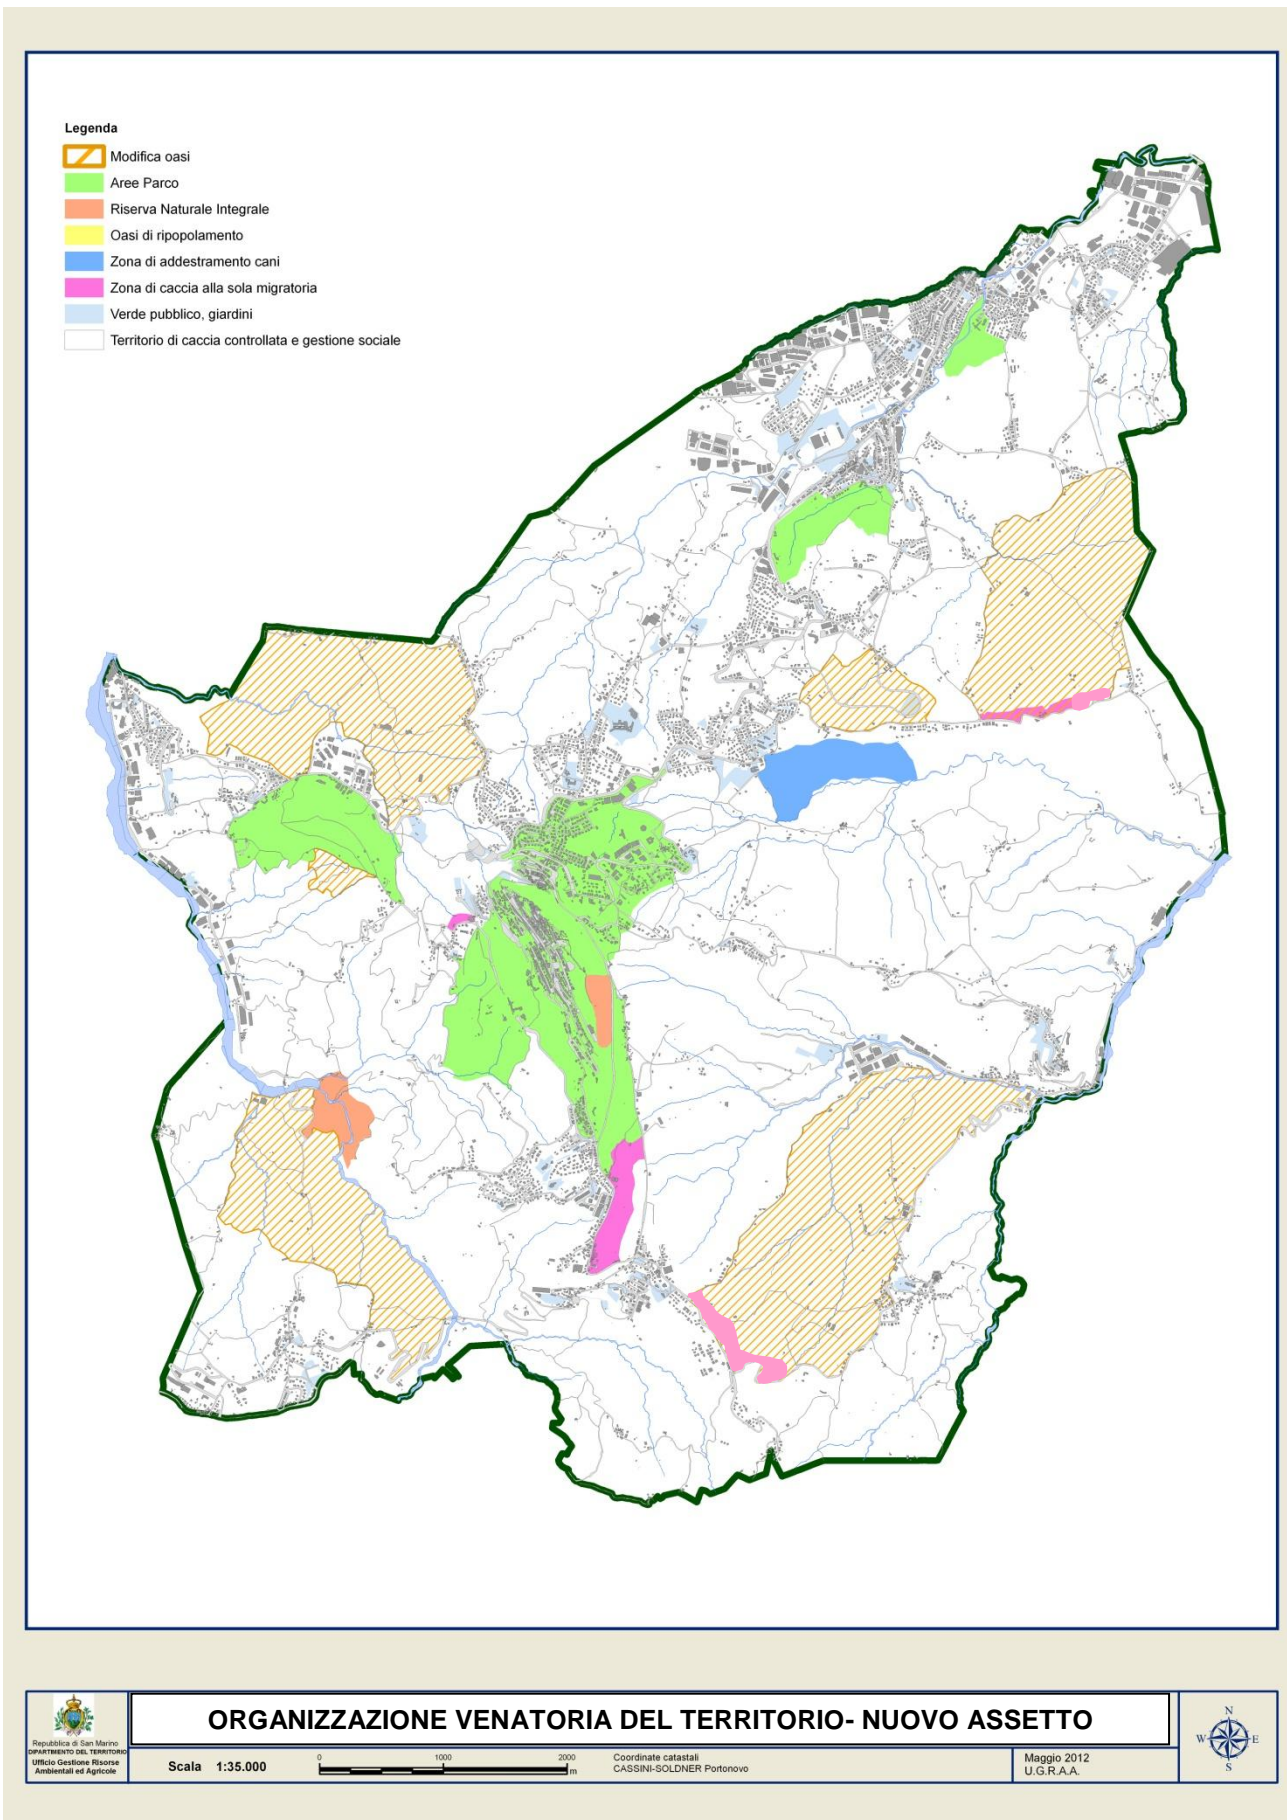 Legenda
Modifica oasi
Aree Parco
Riserva Naturale Integrale
Oasi di ripopolamento
Zona di addestramento cani
Zona di caccia alla sola migratoria
Verde pubblico, giardini
Territorio di caccia controllata e gestione sociale
Repubblica di San Marino
DIPARTIMENTO DEL TERRITORIO
Ufficio Gestione Risorse
Ambientali ed Agricole
ORGANIZZAZIONE VENATORIA DEL TERRITORIO- NUOVO ASSETTO
Scala 1:35.000
0 1000 2000
m
Coordinate catastali
CASSINI-SOLDNER Portonovo
Maggio 2012
U.G.R.A.A.
N
W E
S